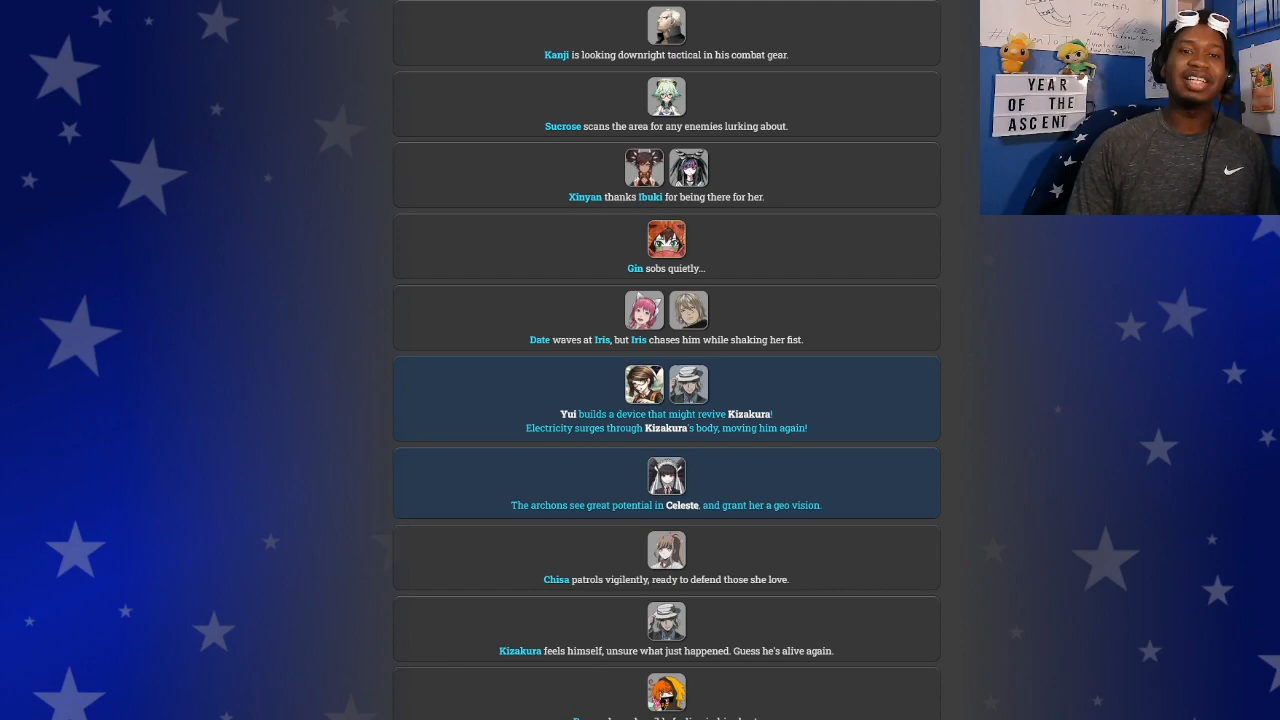 Kanji is looking downright tactical in his combat gear.
Sucrose scans the area for any enemies lurking about.
Xinyan thanks Ibuki for being there for her.
Gin sobs quietly...
Date waves at Iris, but Iris chases him while shaking her fist.
Yui builds a device that might revive Kizakura!
Electricity surges through Kizakura's body, moving him again!
The archons see great potential in Celeste, and grant her a geo vision.
Chisa patrols vigilently, ready to defend those she love.
Kizakura feels himself, unsure what just happened. Guess he's alive again.
YEAR
OF THE
ASCENT